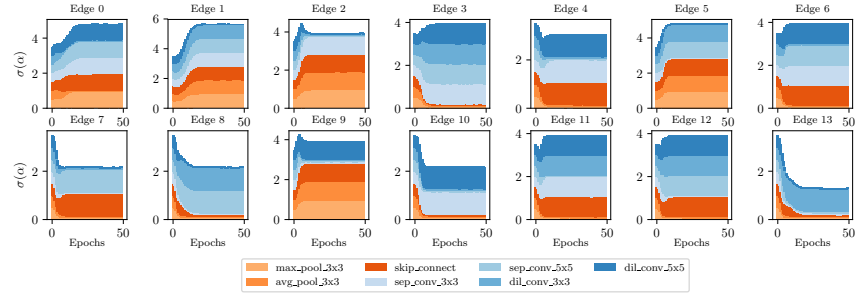 Edge 0 Edge 1 Edge 2 Edge 3 Edge 4 Edge 5 Edge 6
σ(α)
4 2 0
6 4 2 0
4 2 0
4 2 0
4 2 0
4 2 0
4 2 0
0 50 0 50 0 50 0 50 0 50 0 50 0 50
Edge 7 Edge 8 Edge 9 Edge 10 Edge 11 Edge 12 Edge 13
σ(α)
2 0
2 0
4 2 0
2 0
4 2 0
4 2 0
2 0
0 50 0 50 0 50 0 50 0 50 0 50 0 50
Epochs Epochs Epochs Epochs Epochs Epochs Epochs
max_pool_3x3 skip_connect sep_conv_5x5 dil_conv_5x5
avg_pool_3x3 sep_conv_3x3 dil_conv_3x3